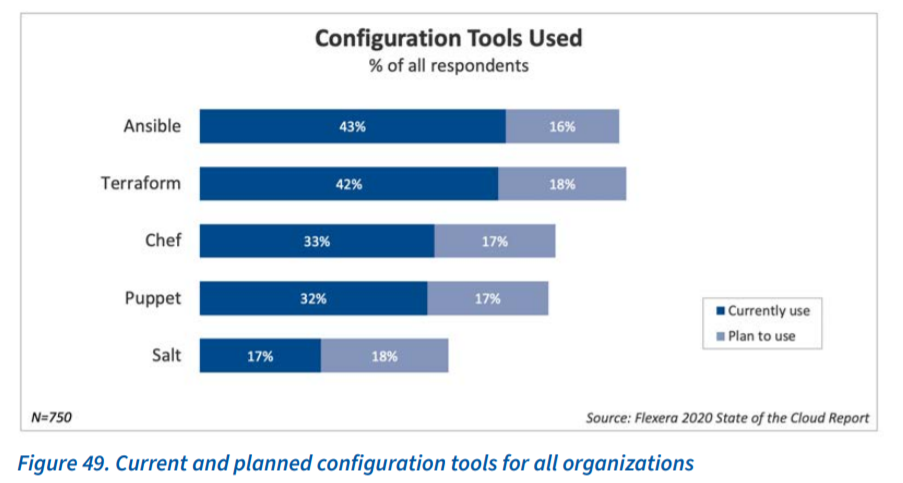 Configuration Tools Used
% of all respondents
Ansible 43% 16%
Terraform 42% 18%
Chef 33% 17%
Puppet 32% 17%
Currently use
Plan to use
Salt 17% 18%
N=750
Source: Flexera 2020 State of the Cloud Report
Figure 49. Current and planned configuration tools for all organizations